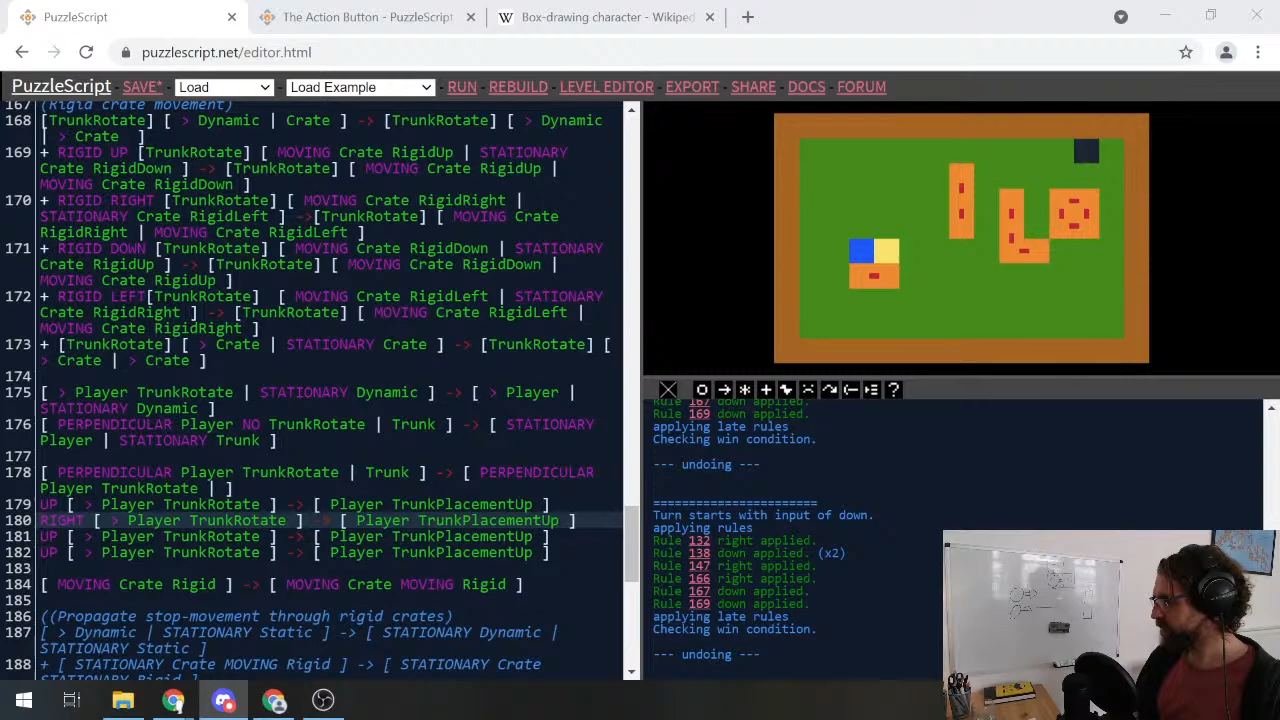 PuzzleScript
The Action Button - PuzzleScript
Box-drawing character - Wikiped
puzzlescript.net/editor.html
PuzzleScript - SAVE* - Load Load Example - RUN - REBUILD - LEVEL EDITOR - EXPORT - SHARE - DOCS - FORUM
167 (Rigid crate movement)
168 [TrunkRotate] [ > Dynamic | Crate ] -> [TrunkRotate] [ > Dynamic
| > Crate ]
169 + RIGID UP [TrunkRotate] [ MOVING Crate RigidUp | STATIONARY
Crate RigidDown ] -> [TrunkRotate] [ MOVING Crate RigidUp |
MOVING Crate RigidDown ]
170 + RIGID RIGHT [TrunkRotate] [ MOVING Crate RigidRight |
STATIONARY Crate RigidLeft ] ->[TrunkRotate] [ MOVING Crate
RigidRight | MOVING Crate RigidLeft ]
171 + RIGID DOWN [TrunkRotate] [ MOVING Crate RigidDown | STATIONARY
Crate RigidUp ] -> [TrunkRotate] [ MOVING Crate RigidDown |
MOVING Crate RigidUp ]
172 + RIGID LEFT[TrunkRotate] [ MOVING Crate RigidLeft | STATIONARY
Crate RigidRight ] -> [TrunkRotate] [ MOVING Crate RigidLeft |
MOVING Crate RigidRight ]
173 + [TrunkRotate] [ > Crate | STATIONARY Crate ] -> [TrunkRotate] [
> Crate | > Crate ]
174
175 [ > Player TrunkRotate | STATIONARY Dynamic ] -> [ > Player |
STATIONARY Dynamic ]
176 [ PERPENDICULAR Player NO TrunkRotate | Trunk ] -> [ STATIONARY
Player | STATIONARY Trunk ]
177
178 [ PERPENDICULAR Player TrunkRotate | Trunk ] -> [ PERPENDICULAR
Player TrunkRotate | ]
179 UP [ > Player TrunkRotate ] -> [ Player TrunkPlacementUp ]
180 RIGHT [ > Player TrunkRotate ] -> [ Player TrunkPlacementUp ]
181 UP [ > Player TrunkRotate ] -> [ Player TrunkPlacementUp ]
182 UP [ > Player TrunkRotate ] -> [ Player TrunkPlacementUp ]
183
184 [ MOVING Crate Rigid ] -> [ MOVING Crate MOVING Rigid ]
185
186 ((Propagate stop-movement through rigid crates)
187 [ > Dynamic | STATIONARY Static ] -> [ STATIONARY Dynamic |
STATIONARY Static ]
188 + [ STATIONARY Crate MOVING Rigid ] -> [ STATIONARY Crate
STATIONARY Rigid ]
Rule 167 down applied.
Rule 169 down applied.
applying late rules
Checking win condition.
--- undoing ---
=======================
Turn starts with input of down.
applying rules
Rule 132 right applied.
Rule 138 down applied. (x2)
Rule 147 right applied.
Rule 166 right applied.
Rule 167 down applied.
Rule 169 down applied.
applying late rules
Checking win condition.
--- undoing ---